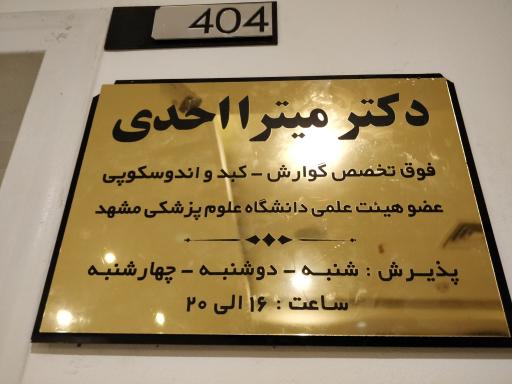 404
دکتر میترا احدی
فوق تخصص گوارش - کبد و اندوسکوپی
عضو هیئت علمی دانشگاه علوم پزشکی مشهد
پذیرش : شنبه - دوشنبه - چهارشنبه
ساعت : ۱۶ الی ۲۰